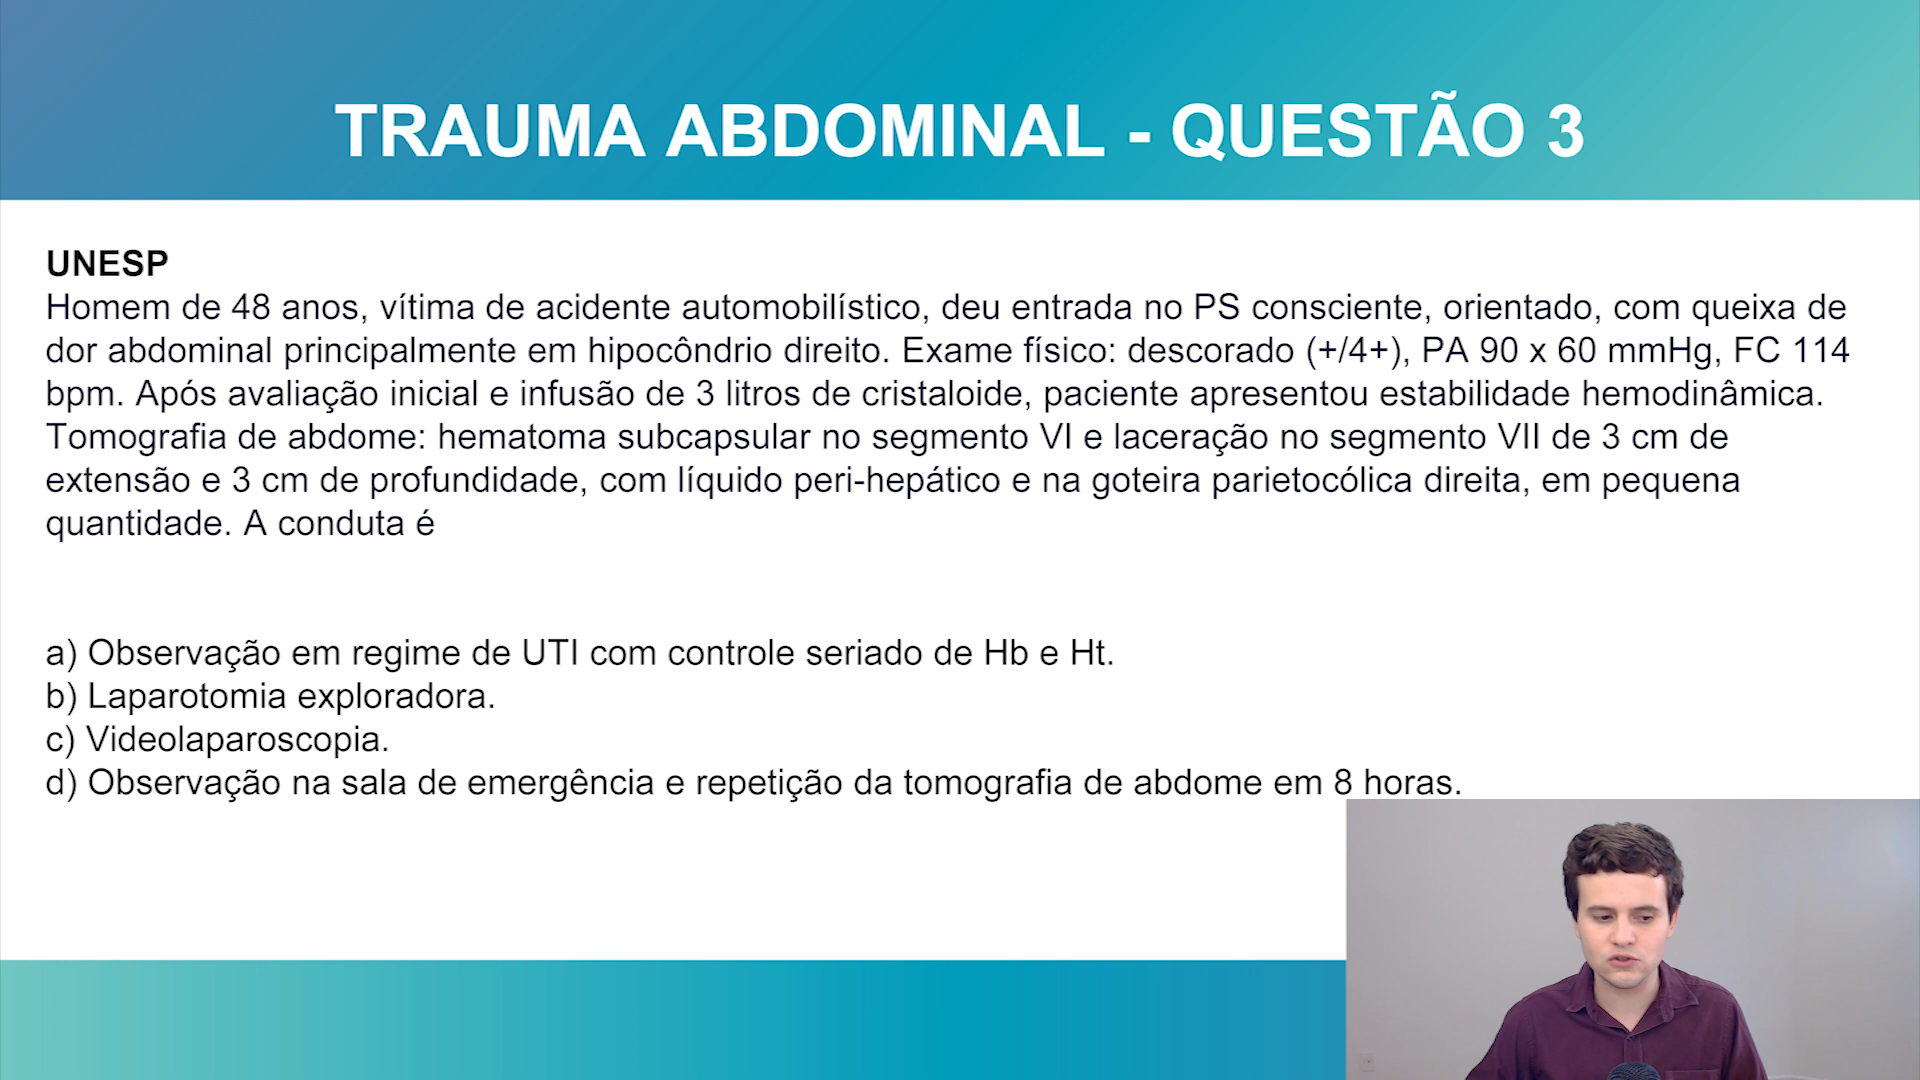 TRAUMA ABDOMINAL - QUESTÃO 3
UNESP
Homem de 48 anos, vítima de acidente automobilístico, deu entrada no PS consciente, orientado, com queixa de
dor abdominal principalmente em hipocôndrio direito. Exame físico: descorado (+/4+), PA 90 x 60 mmHg, FC 114
bpm. Após avaliação inicial e infusão de 3 litros de cristaloide, paciente apresentou estabilidade hemodinâmica.
Tomografia de abdome: hematoma subcapsular no segmento VI e laceração no segmento VII de 3 cm de
extensão e 3 cm de profundidade, com líquido peri-hepático e na goteira parietocólica direita, em pequena
quantidade. A conduta é
a) Observação em regime de UTI com controle seriado de Hb e Ht.
b) Laparotomia exploradora.
c) Videolaparoscopia.
d) Observação na sala de emergência e repetição da tomografia de abdome em 8 horas.